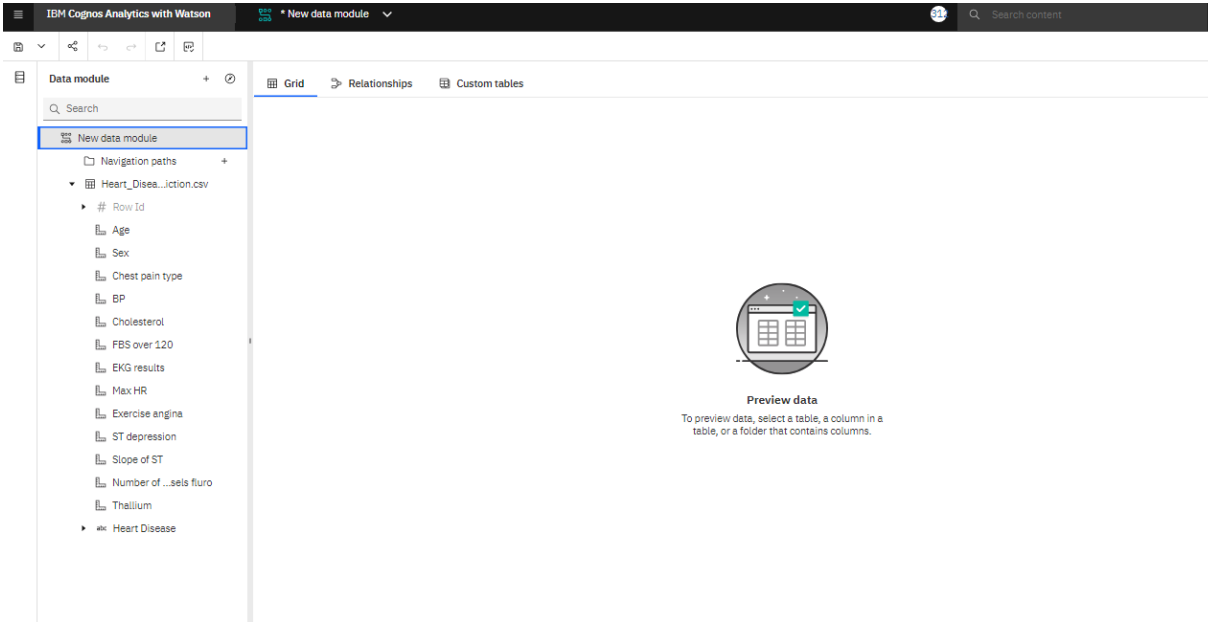 IBM Cognos Analytics with Watson
* New data module
312
Search content
Data module
Search
New data module
Navigation paths
Heart_Disea...iction.csv
# Row Id
Age
Sex
Chest pain type
BP
Cholesterol
FBS over 120
EKG results
Max HR
Exercise angina
ST depression
Slope of ST
Number of ...sels fluro
Thallium
abc Heart Disease
Grid
Relationships
Custom tables
Preview data
To preview data, select a table, a column in a
table, or a folder that contains columns.